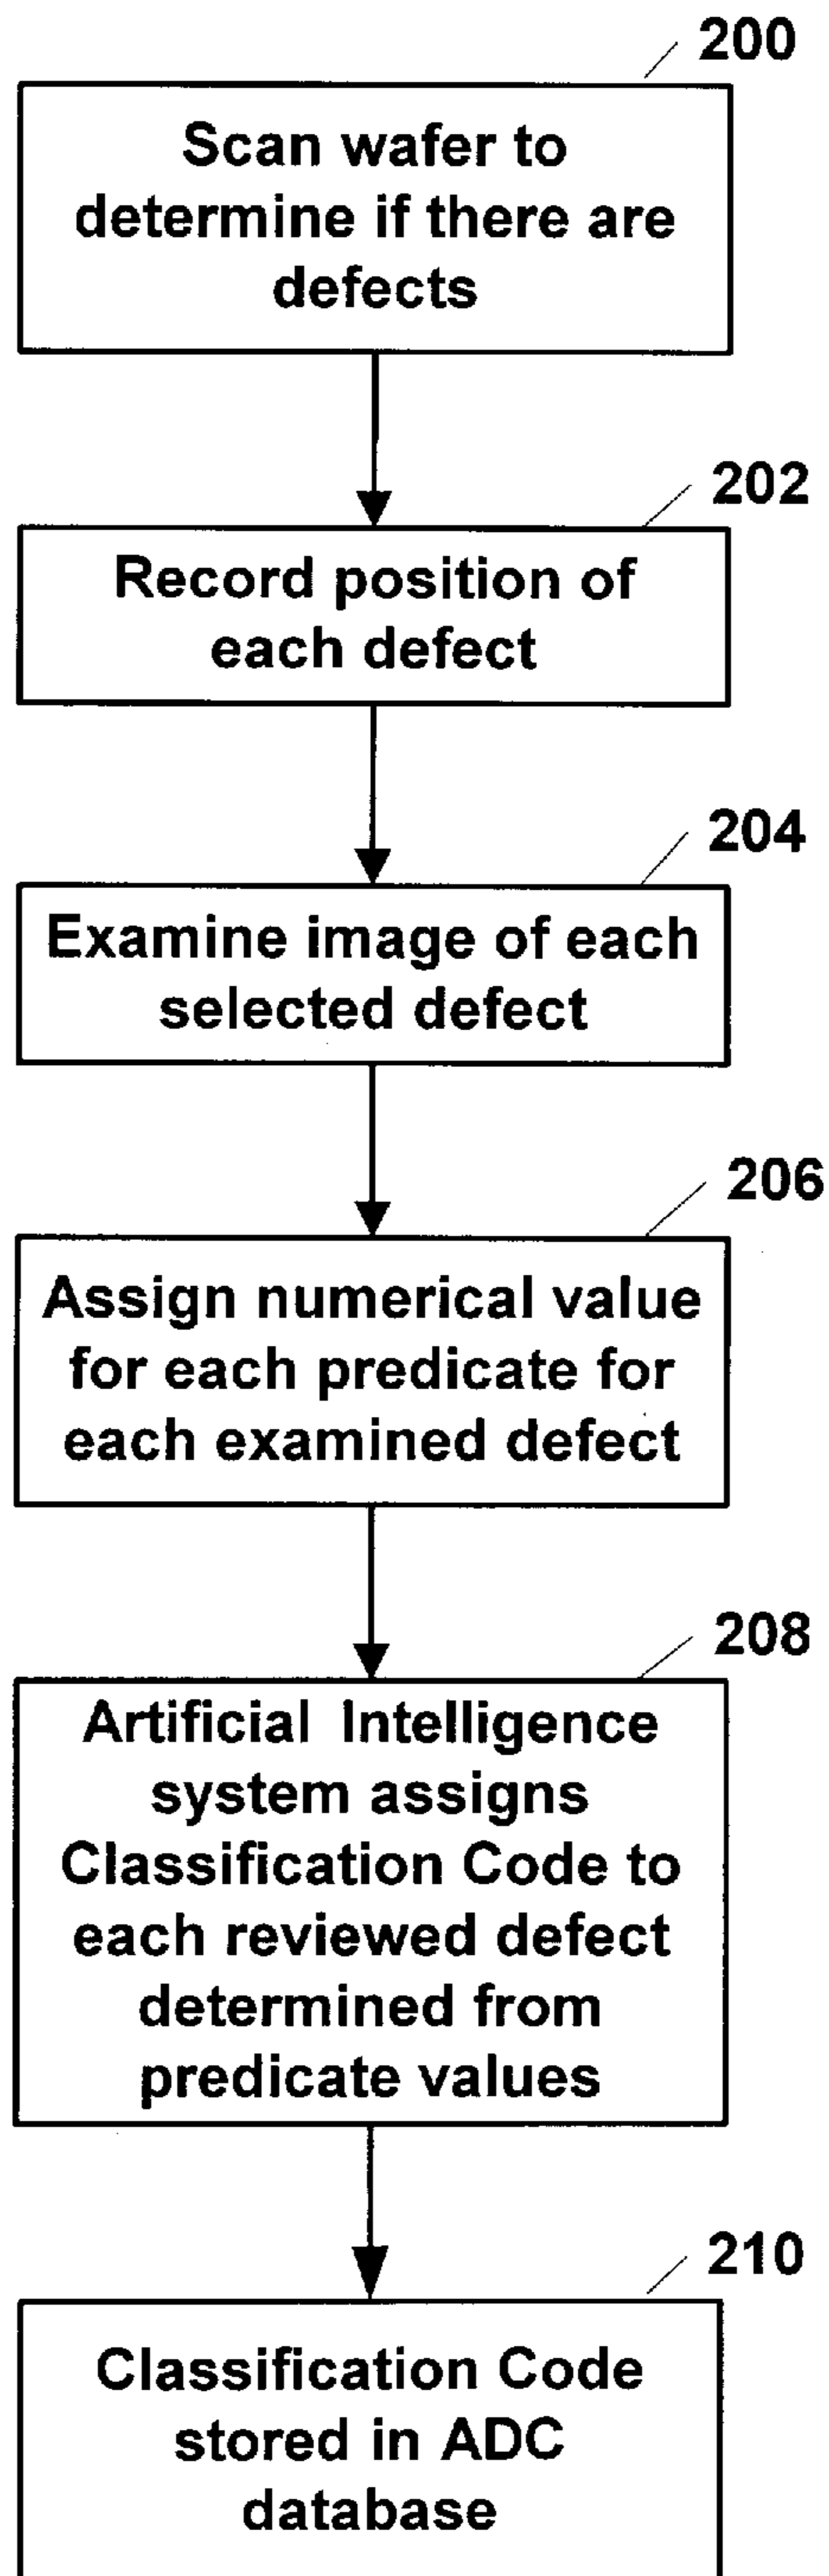 200
Scan wafer to
determine if there are
defects
202
Record position of
each defect
204
Examine image of each
selected defect
206
Assign numerical value
for each predicate for
each examined defect
208
Artificial Intelligence
system assigns
Classification Code to
each reviewed defect
determined from
predicate values
210
Classification Code
stored in ADC
database